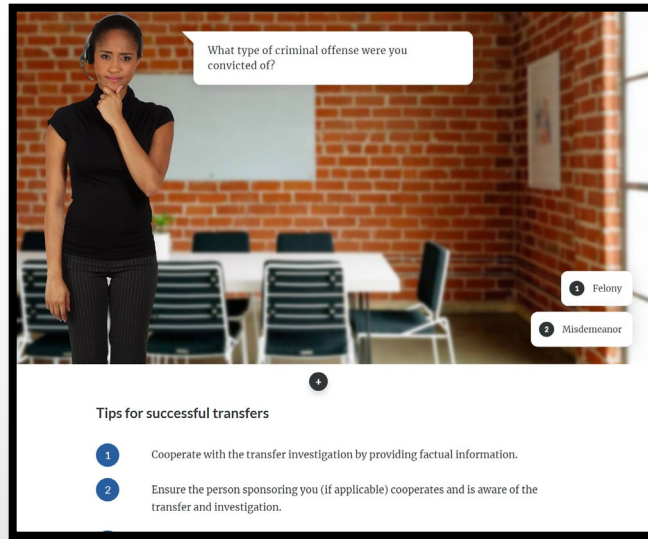 What type of criminal offense were you
convicted of?
1 Felony
2 Misdemeanor
+
Tips for successful transfers
1 Cooperate with the transfer investigation by providing factual information.
2 Ensure the person sponsoring you (if applicable) cooperates and is aware of the
transfer and investigation.